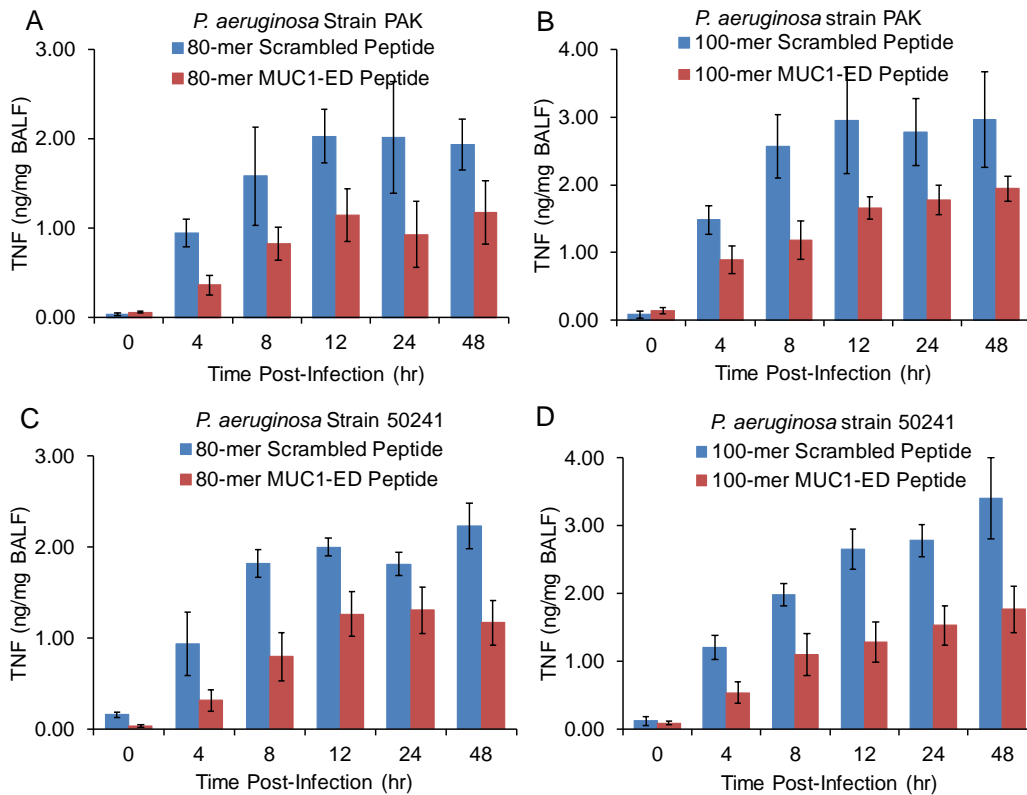 A
P. aeruginosa Strain PAK
80-mer Scrambled Peptide
80-mer MUC1-ED Peptide
TNF (ng/mg BALF)
3.00
2.00
1.00
0.00
0 4 8 12 24 48
Time Post-Infection (hr)
B
P. aeruginosa strain PAK
100-mer Scrambled Peptide
100-mer MUC1-ED Peptide
TNF (ng/mg BALF)
4.00
3.00
2.00
1.00
0.00
0 4 8 12 24 48
Time Post-Infection (hr)
C
P. aeruginosa Strain 50241
80-mer Scrambled Peptide
80-mer MUC1-ED Peptide
TNF (ng/mg BALF)
3.00
2.00
1.00
0.00
0 4 8 12 24 48
Time Post-Infection (hr)
D
P. aeruginosa strain 50241
100-mer Scrambled Peptide
100-mer MUC1-ED Peptide
TNF (ng/mg BALF)
4.00
3.00
2.00
1.00
0.00
0 4 8 12 24 48
Time Post-Infection (hr)